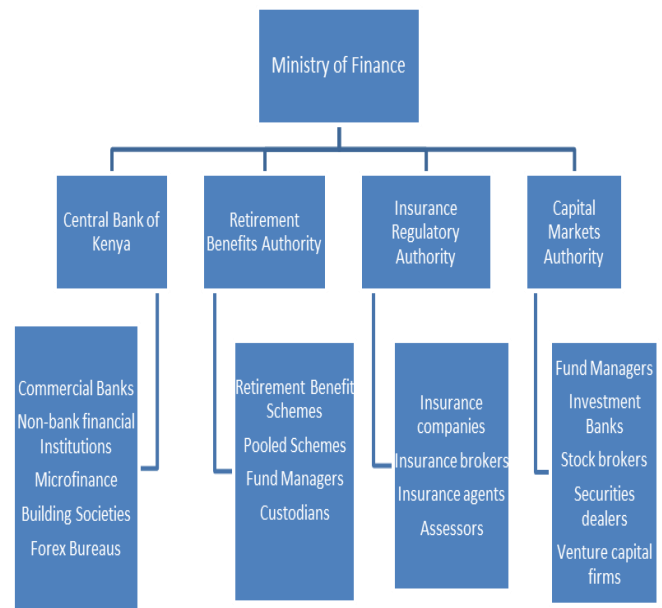 Ministry of Finance
Central Bank of
Kenya
Retirement
Benefits Authority
Insurance
Regulatory
Authority
Capital
Markets
Authority
Commercial Banks
Non-bank financial
Institutions
Microfinance
Building Societies
Forex Bureaus
Retirement Benefit
Schemes
Pooled Schemes
Fund Managers
Custodians
Insurance
companies
Insurance brokers
Insurance agents
Assessors
Fund Managers
Investment
Banks
Stock brokers
Securities
dealers
Venture capital
firms